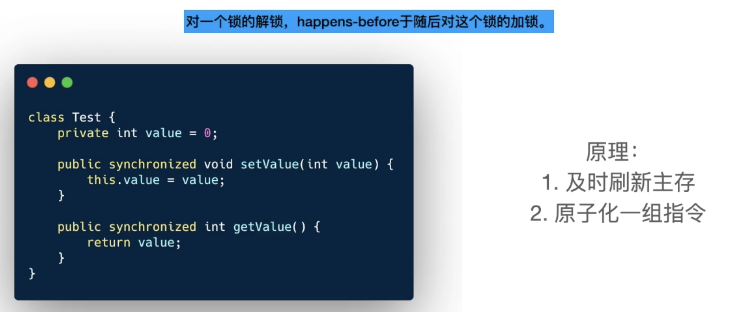 对一个锁的解锁，happens-before于随后对这个锁的加锁。
class Test {
    private int value = 0;
    public synchronized void setValue(int value) {
        this.value = value;
    }
    public synchronized int getValue() {
        return value;
    }
}
原理：
1. 及时刷新主存
2. 原子化一组指令